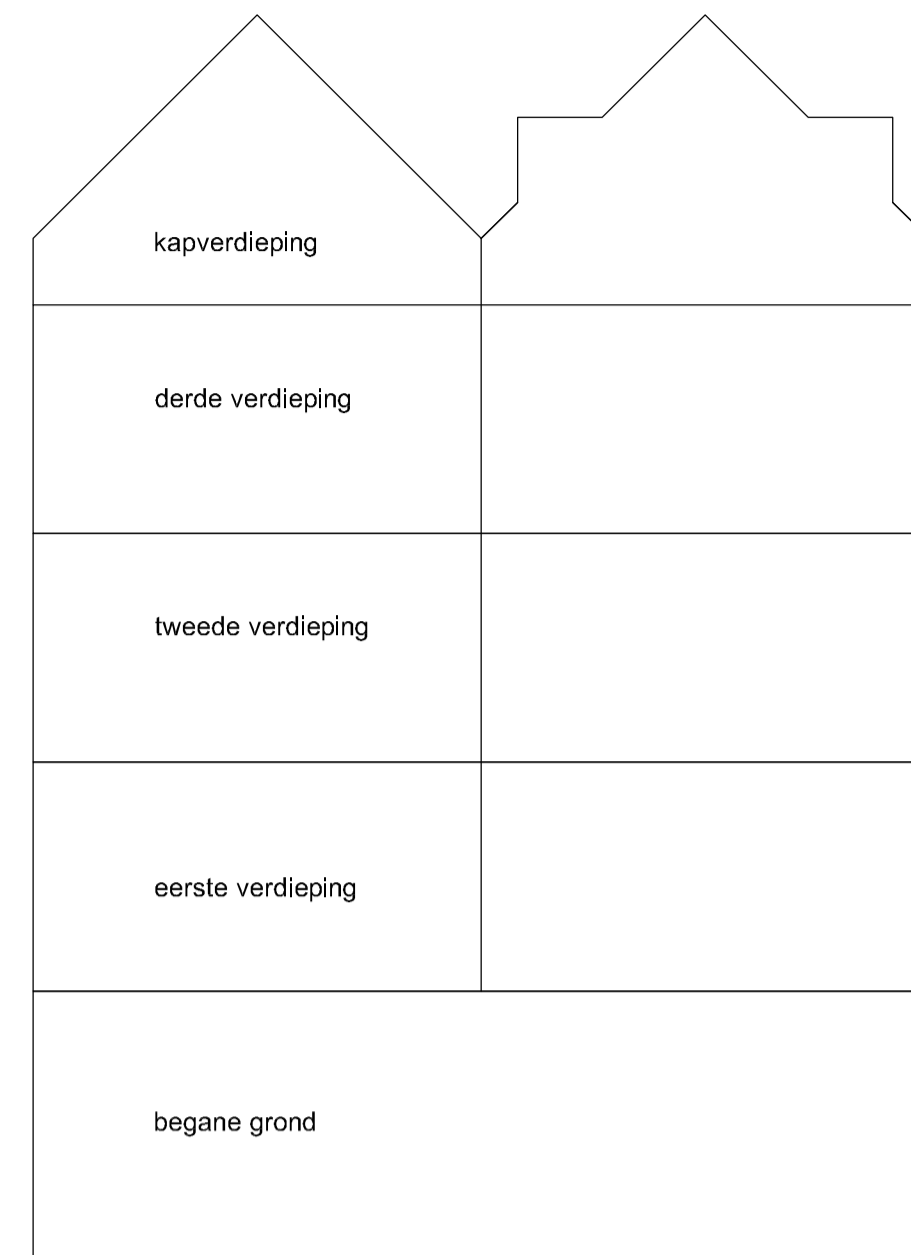 kapverdieping
derde verdieping
tweede verdieping
eerste verdieping
begane grond